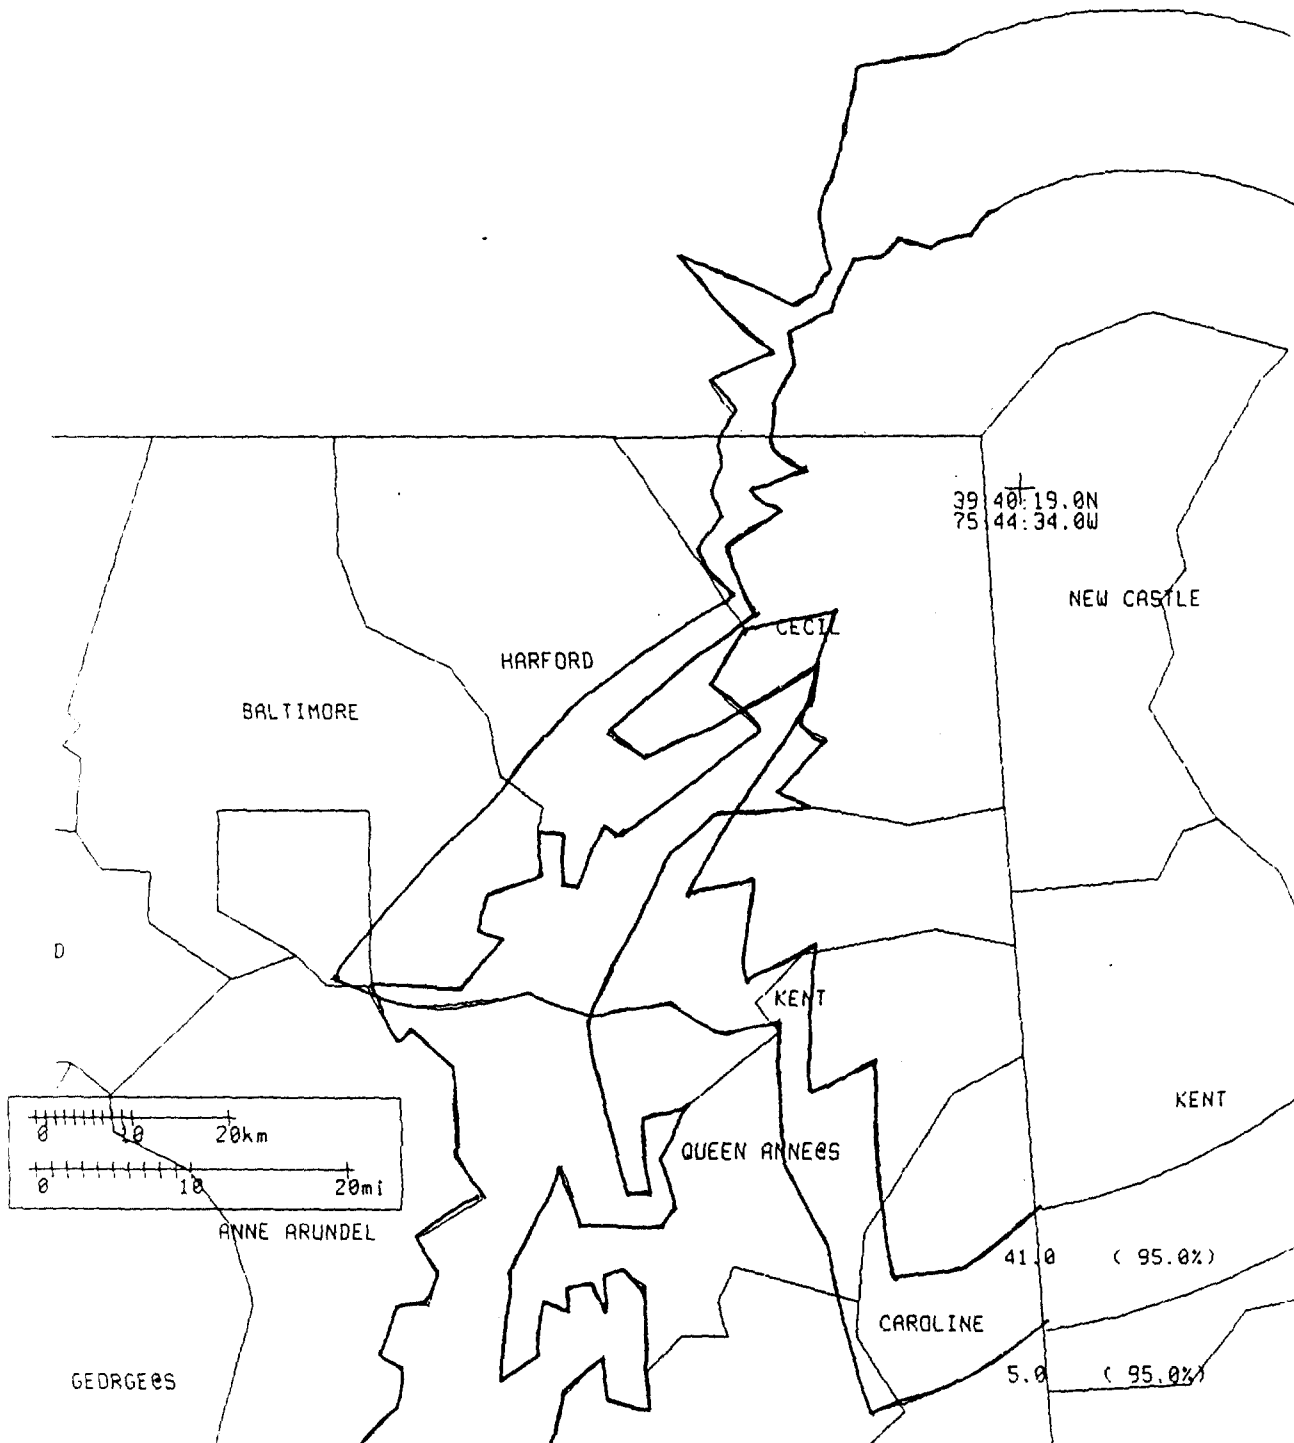 39 40:19.0N
75 44:34.0W
NEW CASTLE
CECIL
HARFORD
BALTIMORE
D
KENT
KENT
0 10 20km
QUEEN ANNE@S
0 10 20mi
ANNE ARUNDEL
41.0 ( 95.0%)
CAROLINE
GEORGE@S
5.0 ( 95.0%)